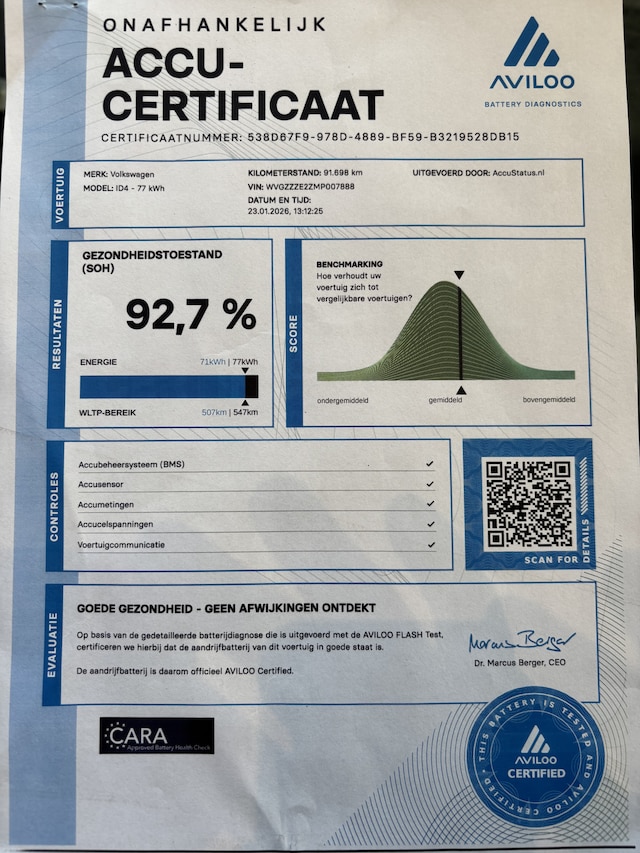 ONAFHANKELIJK
ACCU-
CERTIFICAAT
AVILOO
BATTERY DIAGNOSTICS
CERTIFICAATNUMMER: 538D67F9-978D-4889-BF59-B3219528DB15
VOERTUIG
MERK: Volkswagen
MODEL: ID4 - 77 kWh
KILOMETERSTAND: 91.698 km
VIN: WVGZZZE2ZMP007888
DATUM EN TIJD:
23.01.2026, 13:12:25
UITGEVOERD DOOR: AccuStatus.nl
RESULTATEN
GEZONDHEIDSTOESTAND
(SOH)
92,7 %
ENERGIE 71kWh | 77kWh
WLTP-BEREIK 507km | 547km
SCORE
BENCHMARKING
Hoe verhoudt uw
voertuig zich tot
vergelijkbare voertuigen?
ondergemiddeld gemiddeld bovengemiddeld
CONTROLES
Accubeheersysteem (BMS)
Accusensor
Accumetingen
Accucelspanningen
Voertuigcommunicatie
SCAN FOR DETAILS
EVALUATIE
GOEDE GEZONDHEID - GEEN AFWIJKINGEN ONTDEKT
Op basis van de gedetailleerde batterijdiagnose die is uitgevoerd met de AVILOO FLASH Test,
certificeren we hierbij dat de aandrijfbatterij van dit voertuig in goede staat is.
De aandrijfbatterij is daarom officieel AVILOO Certified.
Marcus Berger
Dr. Marcus Berger, CEO
CARA
Approved Battery Health Check
THIS BATTERY IS TESTED AND AVILOO CERTIFIED
AVILOO
CERTIFIED